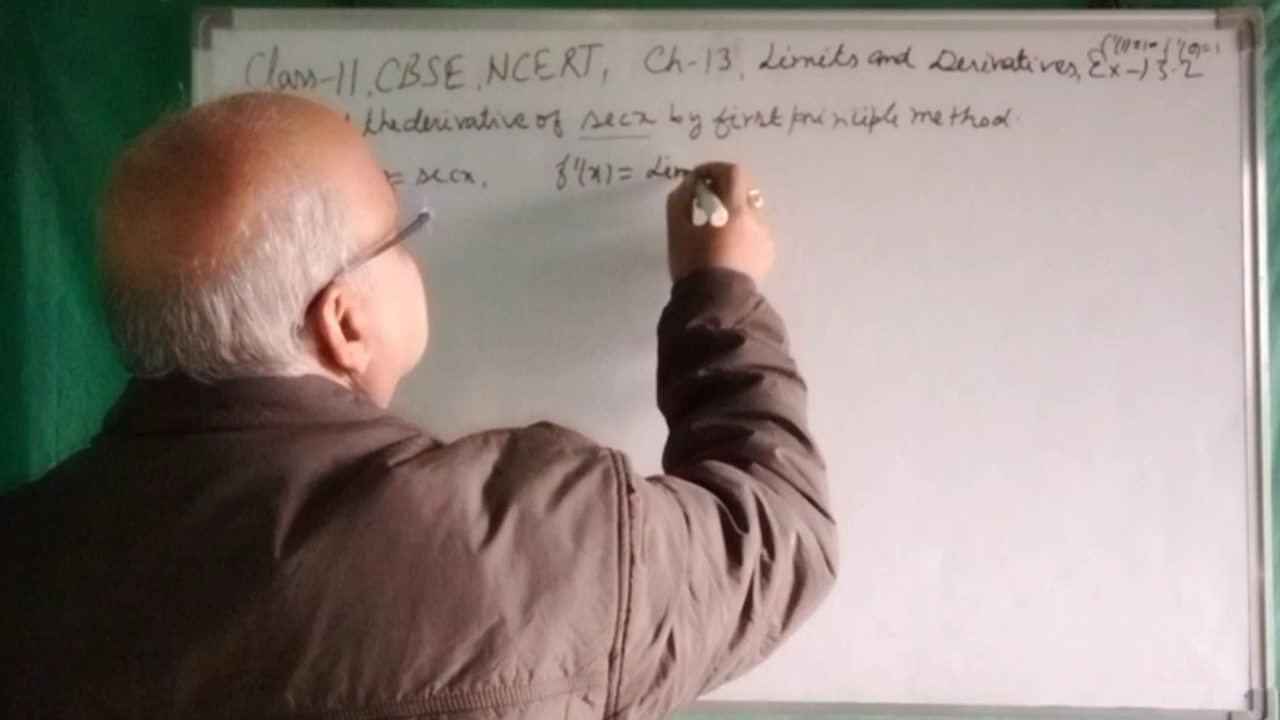 Class-11, CBSE, NCERT, Ch-13, Limits and Derivatives, Ex-13.2
the derivative of secx by first principle method.
= secx, f'(x) = Lim